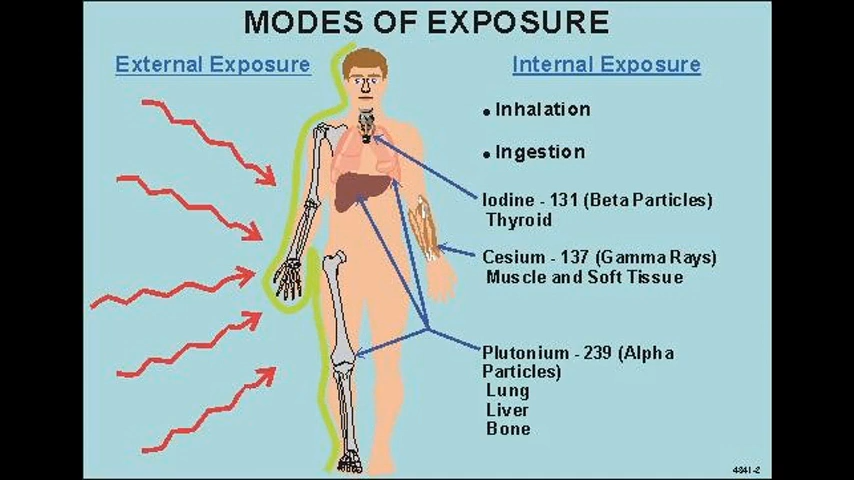 MODES OF EXPOSURE
External Exposure
Internal Exposure
• Inhalation
• Ingestion
Iodine - 131 (Beta Particles)
Thyroid
Cesium - 137 (Gamma Rays)
Muscle and Soft Tissue
Plutonium - 239 (Alpha
Particles)
Lung
Liver
Bone
4841-2